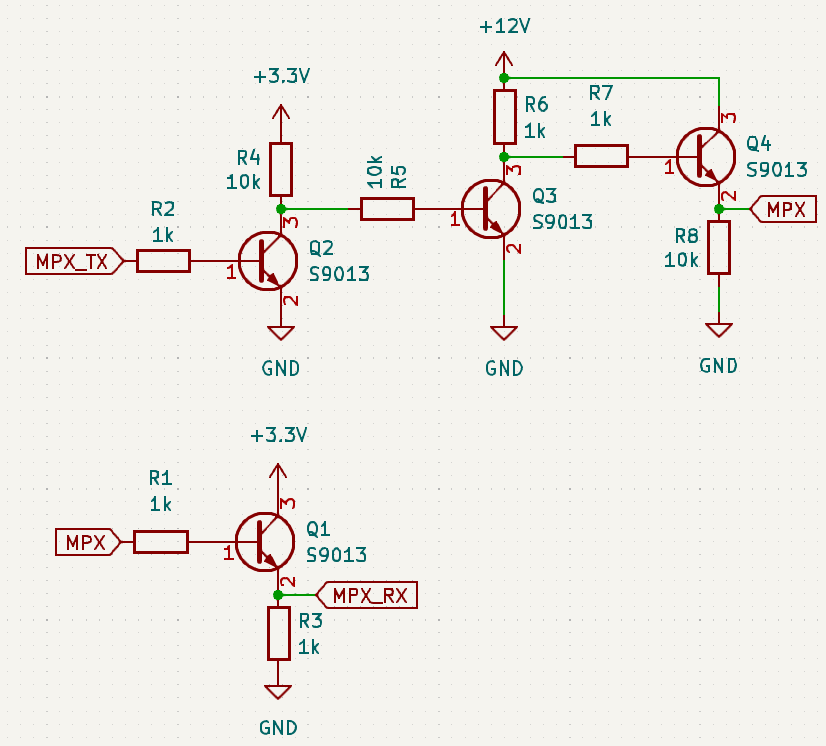 +12V
+3.3V
R6
1k
R7
1k
3
Q4
S9013
1
2
MPX
R8
10k
GND
R4
10k
10k
R5
3
Q3
S9013
1
2
GND
R2
1k
MPX_TX
3
Q2
S9013
1
2
GND
+3.3V
R1
1k
MPX
3
Q1
S9013
1
2
MPX_RX
R3
1k
GND